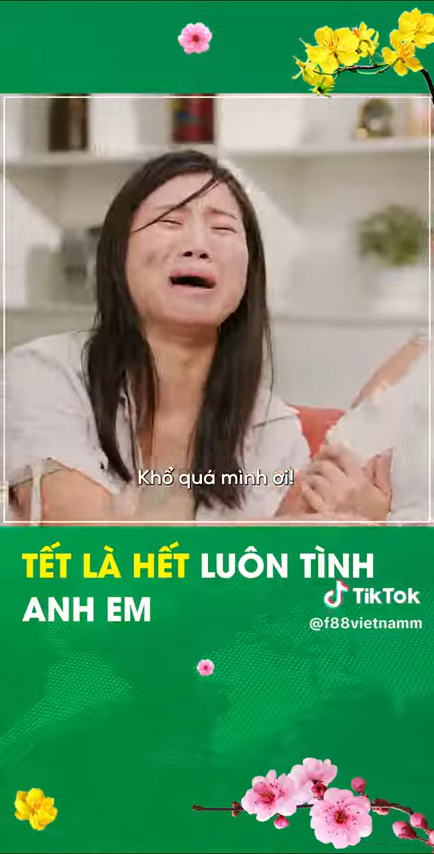 Khổ quá mình ơi!
TẾT LÀ HẾT LUÔN TÌNH
ANH EM
TikTok
@f88vietnamm